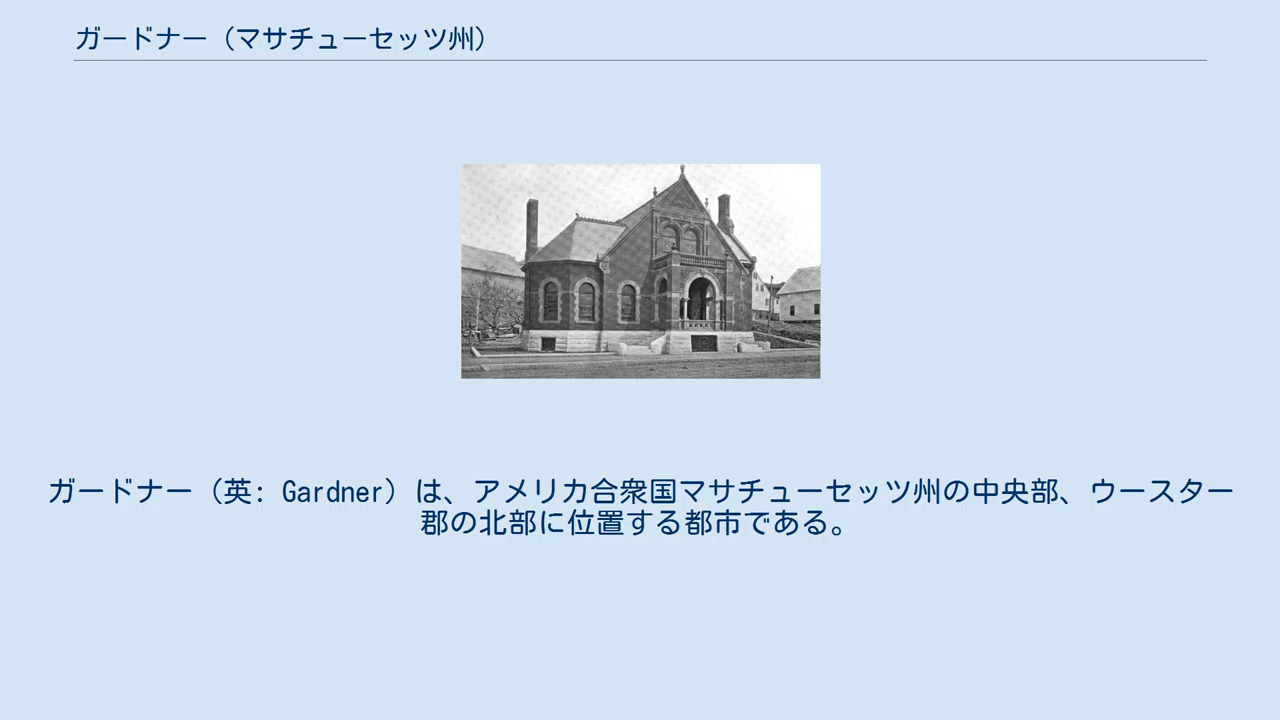 ガードナー（マサチューセッツ州）
ガードナー（英: Gardner）は、アメリカ合衆国マサチューセッツ州の中央部、ウースター
郡の北部に位置する都市である。